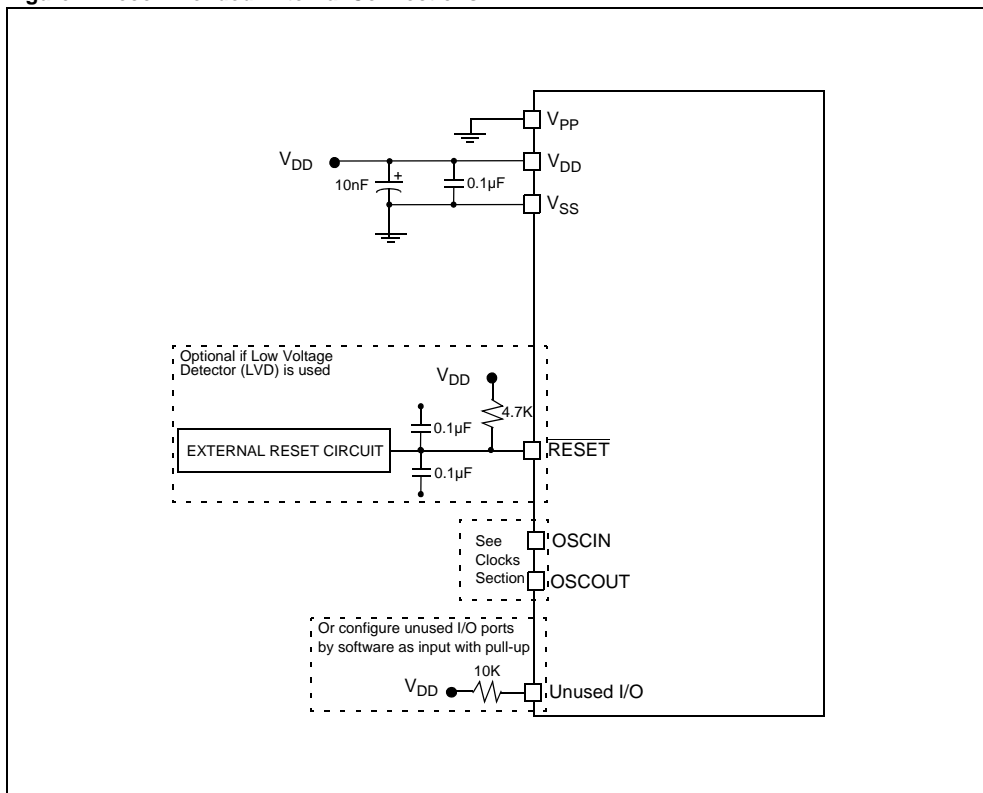 VPP
VDD
VDD
10nF
+
0.1µF
VSS
Optional if Low Voltage
Detector (LVD) is used
VDD
4.7K
0.1µF
EXTERNAL RESET CIRCUIT
RESET
0.1µF
See
Clocks
Section
OSCIN
OSCOUT
Or configure unused I/O ports
by software as input with pull-up
10K
VDD
Unused I/O